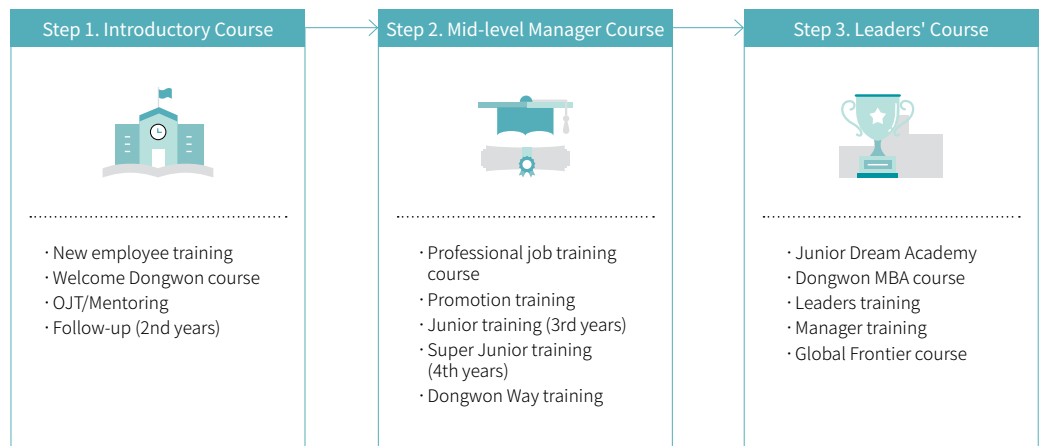 Step 1. Introductory Course
· New employee training
· Welcome Dongwon course
· OJT/Mentoring
· Follow-up (2nd years)
Step 2. Mid-level Manager Course
· Professional job training
course
· Promotion training
· Junior training (3rd years)
· Super Junior training
(4th years)
· Dongwon Way training
Step 3. Leaders' Course
· Junior Dream Academy
· Dongwon MBA course
· Leaders training
· Manager training
· Global Frontier course